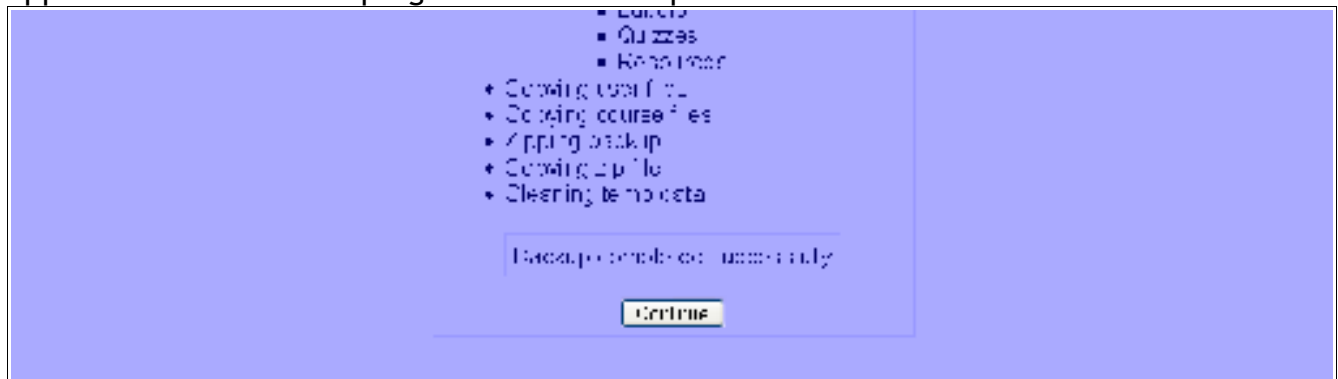 Quizzes
Resources
Copying user files
Copying course files
Zipping backup
Copying zip file
Cleaning temp data
Backup completed successfully
Continue